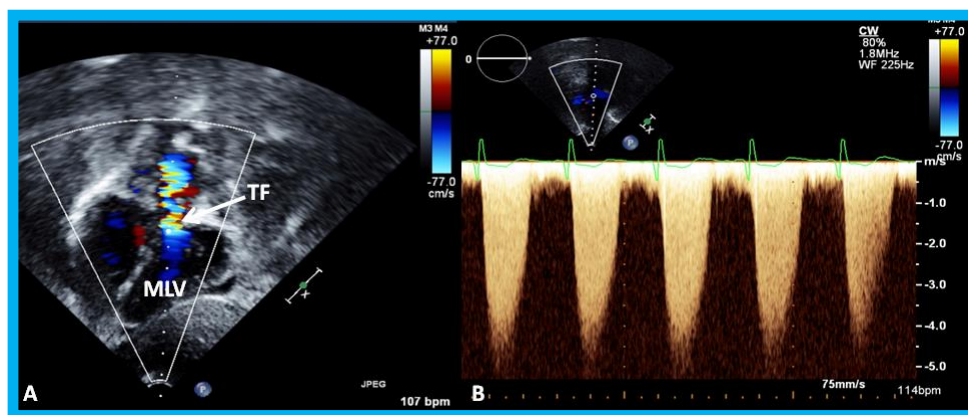 M3 M4
+77.0
-77.0
cm/s
TF
MLV
A
JPEG
107 bpm
0
CW
80%
1.8MHz
WF 225Hz
M3 M4
+77.0
-77.0
cm/s
m/s
-1.0
-2.0
-3.0
-4.0
-5.0
X
P
X
P
B
75mm/s
114bpm